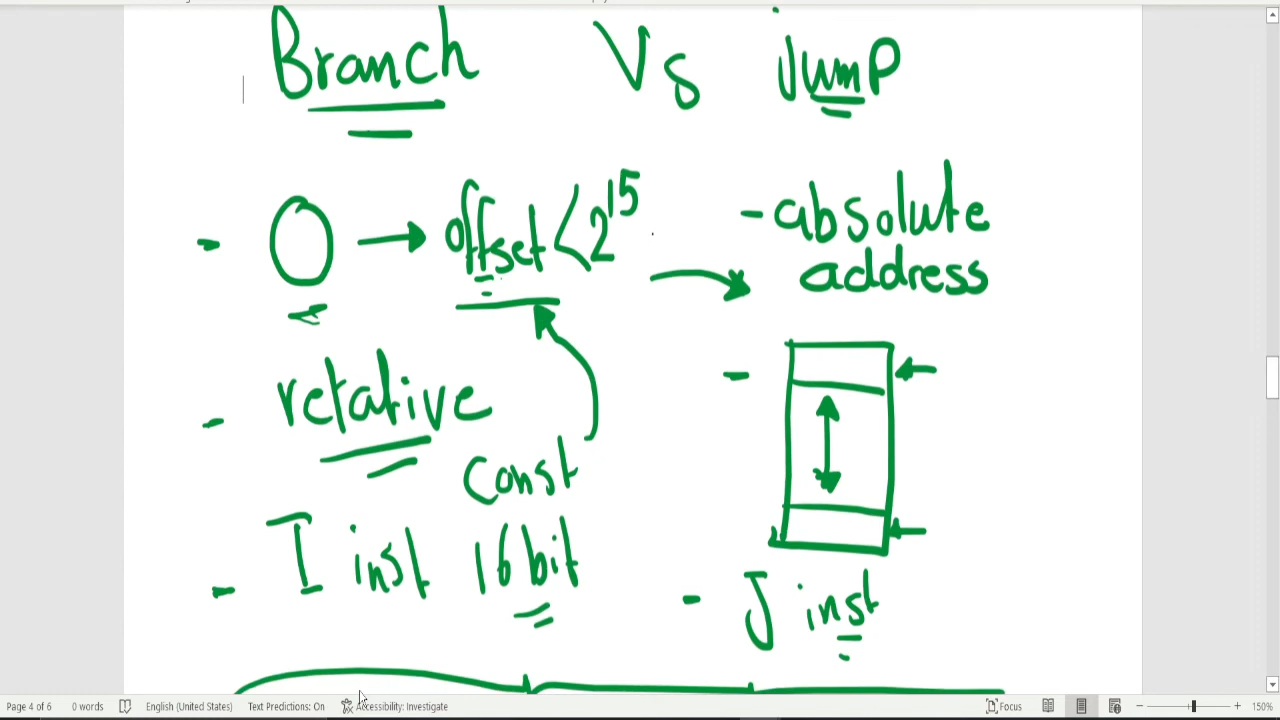 Branch Vs jump
- O → offset < 2^15
- absolute address
- relative
const
- I inst 16 bit
-
- J inst
Page 4 of 6 0 words English (United States) Text Predictions: On Accessibility: Investigate Focus 150%